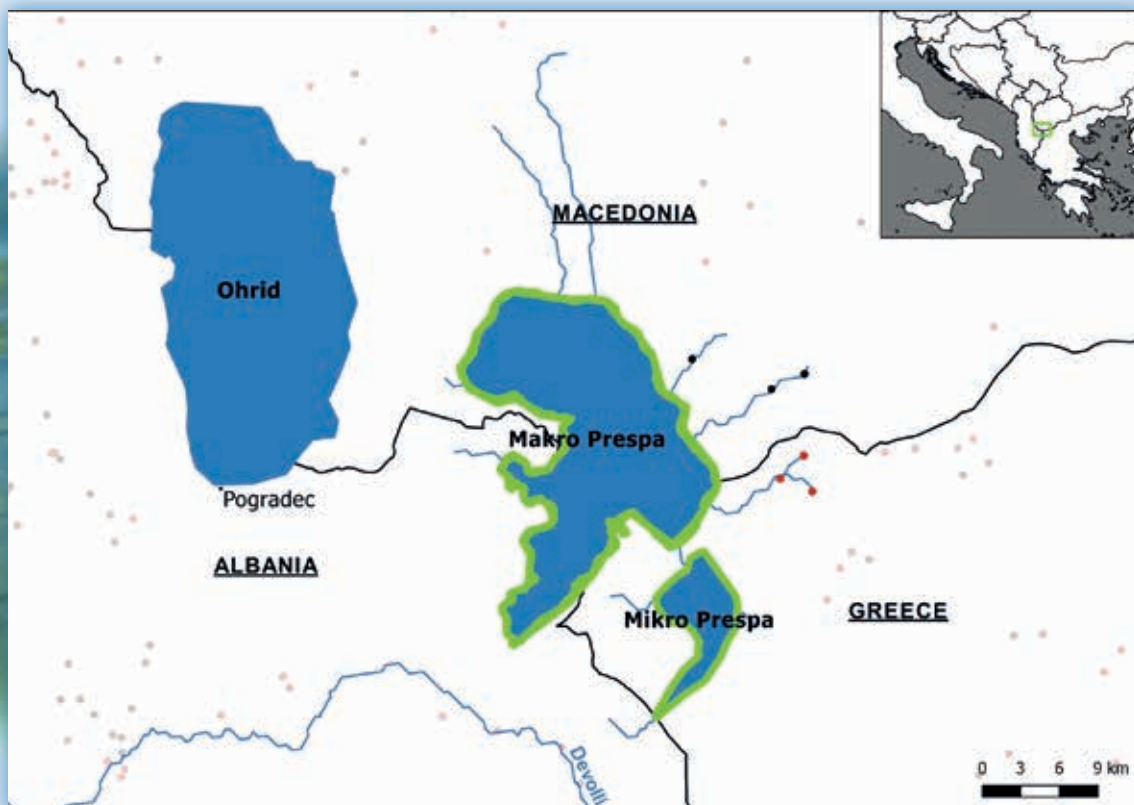 MACEDONIA
Ohrid
Makro Prespa
Pogradec
ALBANIA
Mikro Prespa
GREECE
Devolli
0 3 6 9 km